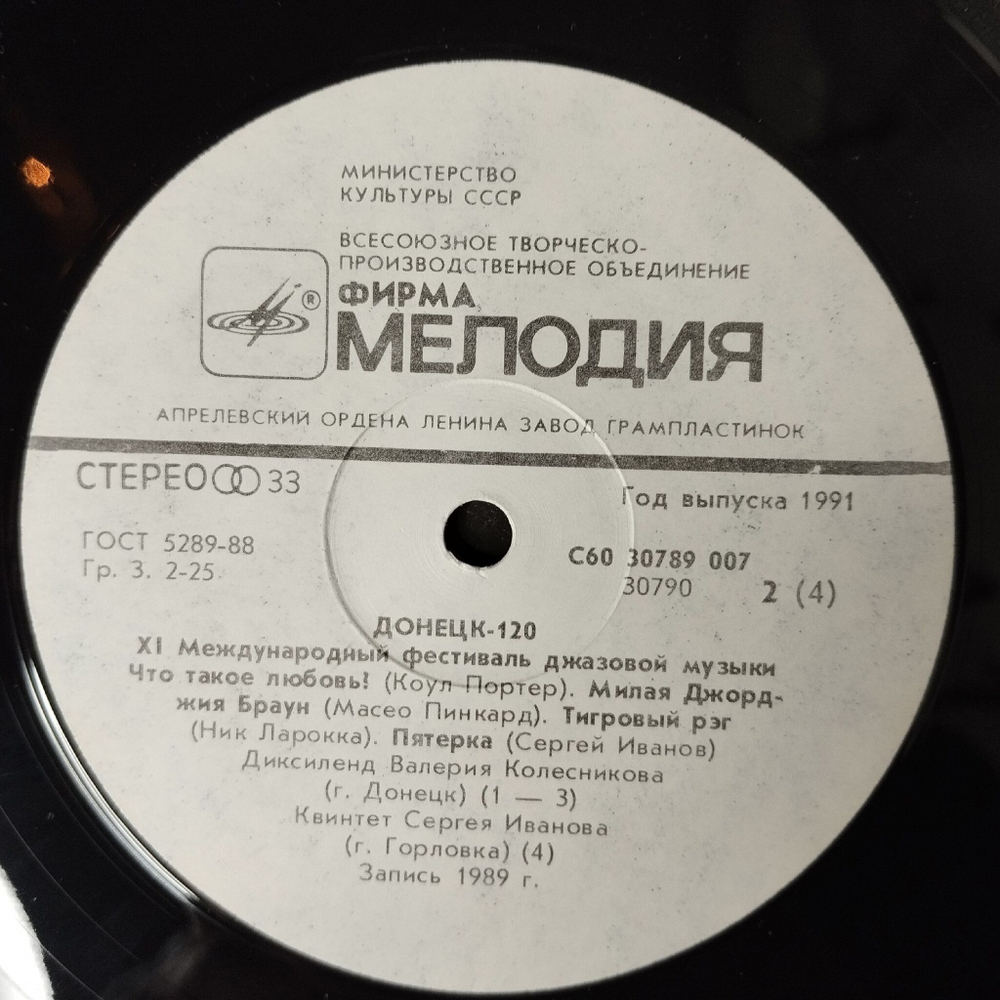 МИНИСТЕРСТВО
КУЛЬТУРЫ СССР
ВСЕСОЮЗНОЕ ТВОРЧЕСКО-
ПРОИЗВОДСТВЕННОЕ ОБЪЕДИНЕНИЕ
®
ФИРМА
МЕЛОДИЯ
АПРЕЛЕВСКИЙ ОРДЕНА ЛЕНИНА ЗАВОД ГРАМПЛАСТИНОК
СТЕРЕО 33
Год выпуска 1991
ГОСТ 5289-88
Гр. 3. 2-25
С60 30789 007
30790 2 (4)
ДОНЕЦК-120
XI Международный фестиваль джазовой музыки
Что такое любовь? (Коул Портер). Милая Джорд-
жия Браун (Масео Пинкард). Тигровый рэг
(Ник Ларокка). Пятерка (Сергей Иванов)
Диксиленд Валерия Колесникова
(г. Донецк) (1 — 3)
Квинтет Сергея Иванова
(г. Горловка) (4)
Запись 1989 г.